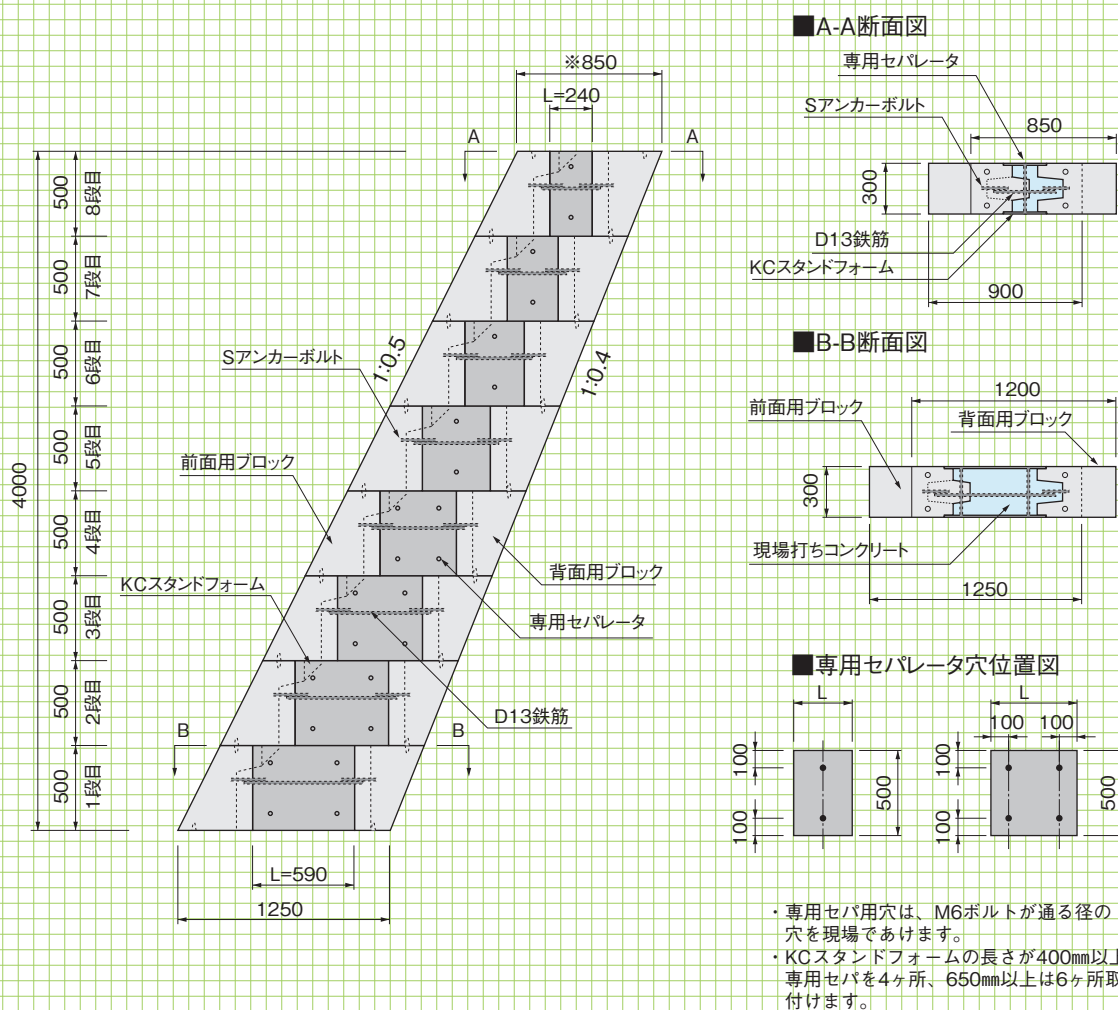 ※850
L=240
A
A
500
8段目
500
7段目
500
6段目
500
5段目
500
4段目
500
3段目
500
2段目
500
1段目
4000
Sアンカーボルト
1:0.5
1:0.4
前面用ブロック
KCスタンドフォーム
背面用ブロック
専用セパレータ
D13鉄筋
B
B
L=590
1250
■A-A断面図
専用セパレータ
Sアンカーボルト
850
300
D13鉄筋
KCスタンドフォーム
900
■B-B断面図
1200
前面用ブロック
背面用ブロック
300
現場打ちコンクリート
1250
■専用セパレータ穴位置図
L
100
100
500
L
100 100
100
100
500
・専用セパ用穴は、M6ボルトが通る径の
穴を現場であけます。
・KCスタンドフォームの長さが400㎜以上
専用セパを4ヶ所、650㎜以上は6ヶ所取
付けます。